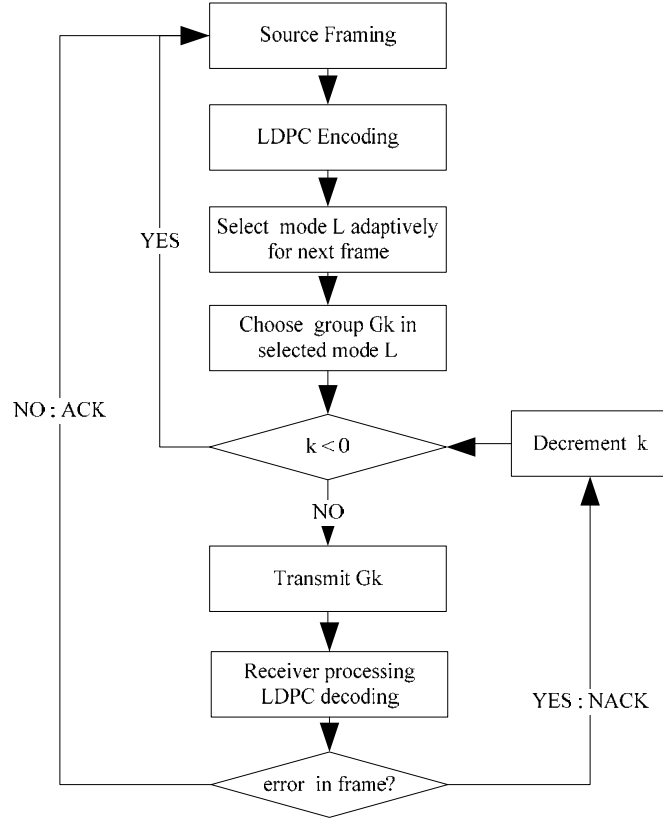 Source Framing
LDPC Encoding
Select mode L adaptively
for next frame
YES
Choose group Gk in
selected mode L
NO : ACK
k < 0
Decrement k
NO
Transmit Gk
Receiver processing
LDPC decoding
YES : NACK
error in frame?